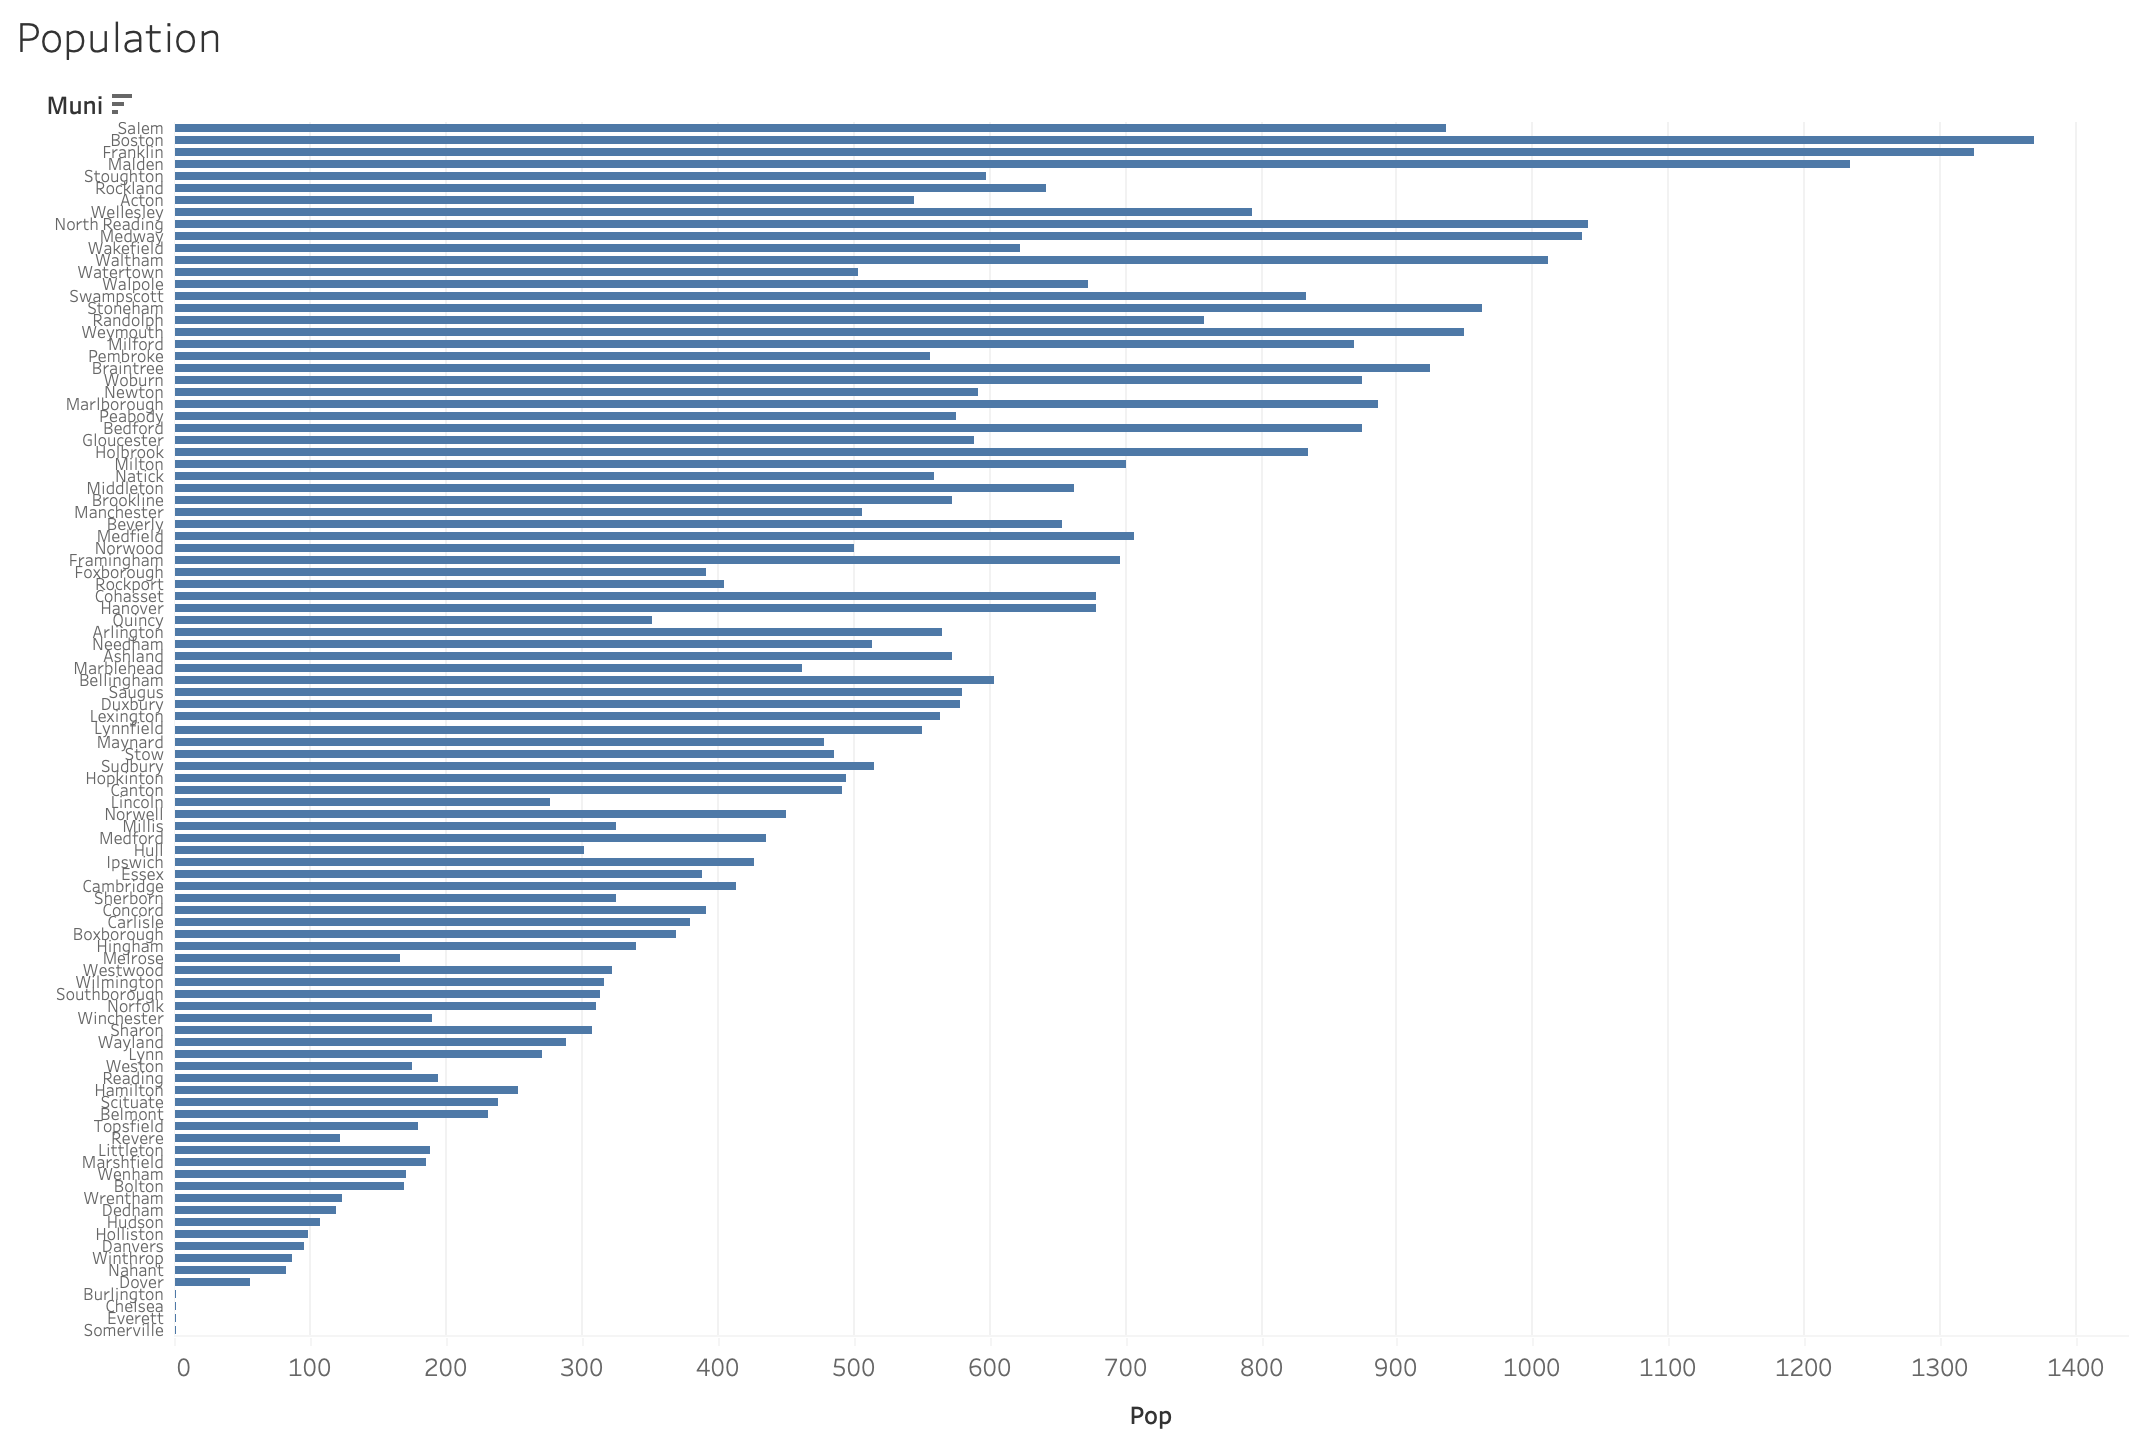 Population
Muni
Salem
Boston
Franklin
Malden
Stoughton
Rockland
Acton
Wellesley
North Reading
Medway
Wakefield
Waltham
Watertown
Walpole
Swampscott
Stoneham
Randolph
Weymouth
Milford
Pembroke
Braintree
Woburn
Newton
Marlborough
Peabody
Bedford
Gloucester
Holbrook
Milton
Natick
Middleton
Brookline
Manchester
Beverly
Medfield
Norwood
Framingham
Foxborough
Rockport
Cohasset
Hanover
Quincy
Arlington
Needham
Ashland
Marblehead
Bellingham
Saugus
Duxbury
Lexington
Lynnfield
Maynard
Stow
Sudbury
Hopkinton
Canton
Lincoln
Norwell
Millis
Medford
Hull
Ipswich
Essex
Cambridge
Sherborn
Concord
Carlisle
Boxborough
Hingham
Melrose
Westwood
Wilmington
Southborough
Norfolk
Winchester
Sharon
Wayland
Lynn
Weston
Reading
Hamilton
Scituate
Belmont
Topsfield
Revere
Littleton
Marshfield
Wenham
Bolton
Wrentham
Dedham
Hudson
Holliston
Danvers
Winthrop
Nahant
Dover
Burlington
Chelsea
Everett
Somerville
0 100 200 300 400 500 600 700 800 900 1000 1100 1200 1300 1400
Pop